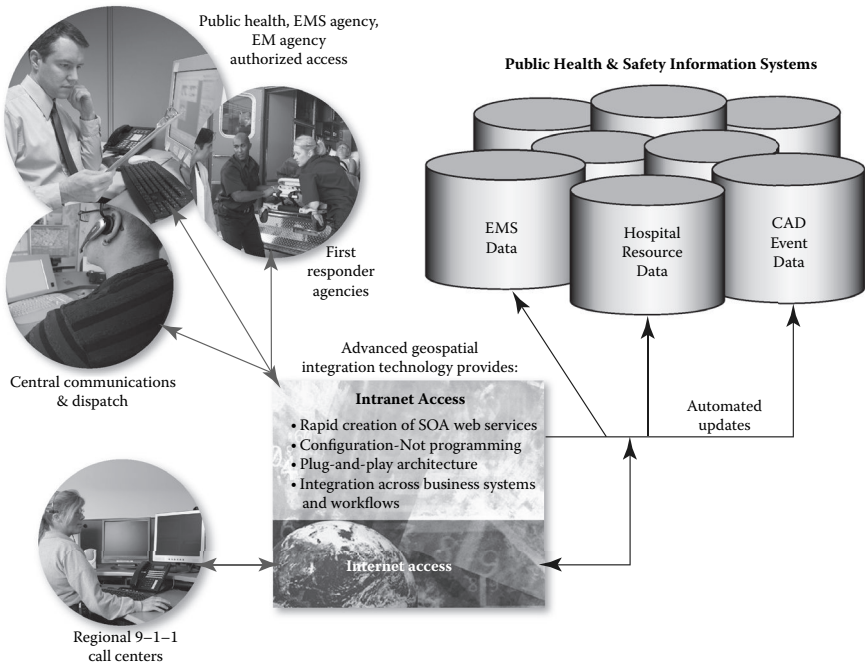 Public health, EMS agency,
EM agency
authorized access
Public Health & Safety Information Systems
EMS
Data
Hospital
Resource
Data
CAD
Event
Data
First
responder
agencies
Central communications
& dispatch
Advanced geospatial
integration technology provides:
Intranet Access
• Rapid creation of SOA web services
• Configuration-Not programming
• Plug-and-play architecture
• Integration across business systems
and workflows
Internet access
Automated
updates
Regional 9–1–1
call centers